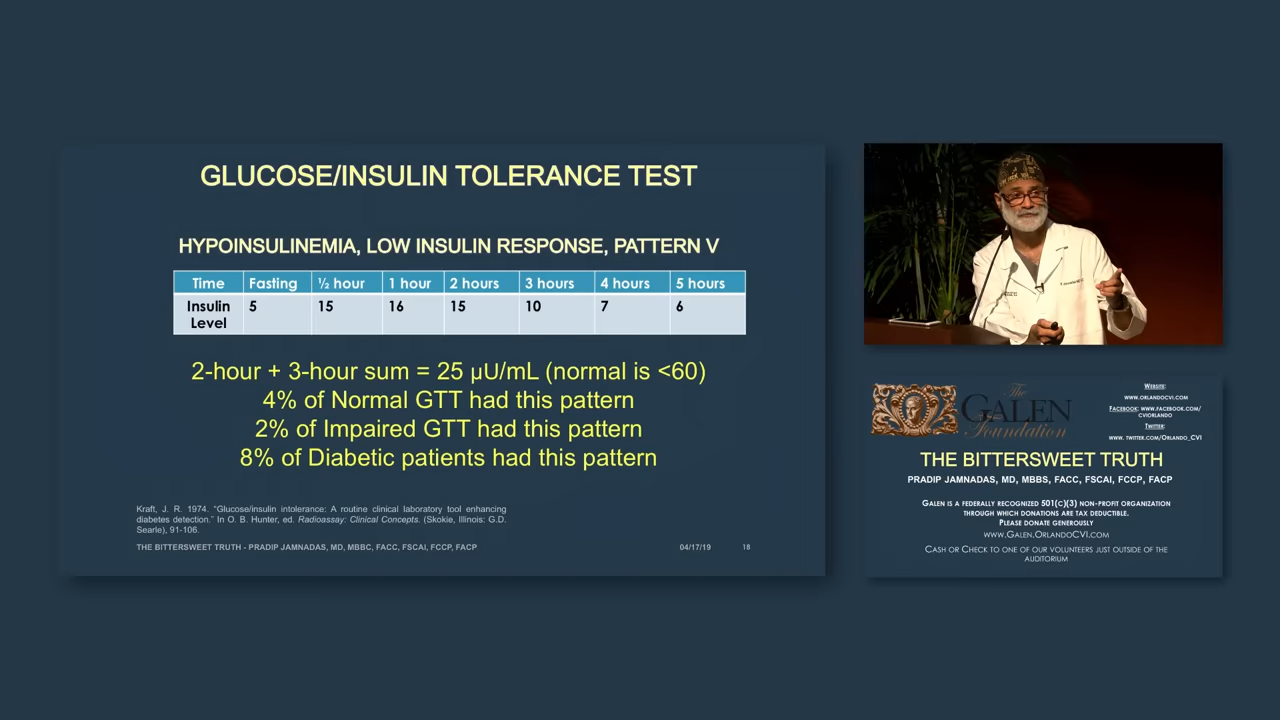 GLUCOSE/INSULIN TOLERANCE TEST
HYPOINSULINEMIA, LOW INSULIN RESPONSE, PATTERN V
Time Fasting ½ hour 1 hour 2 hours 3 hours 4 hours 5 hours
Insulin Level 5 15 16 15 10 7 6
2-hour + 3-hour sum = 25 µU/mL (normal is <60)
4% of Normal GTT had this pattern
2% of Impaired GTT had this pattern
8% of Diabetic patients had this pattern
Kraft, J. R. 1974. "Glucose/insulin intolerance: A routine clinical laboratory tool enhancing
diabetes detection." In O. B. Hunter, ed. Radioassay: Clinical Concepts. (Skokie, Illinois: G.D.
Searle), 91-106.
THE BITTERSWEET TRUTH - PRADIP JAMNADAS, MD, MBBC, FACC, FSCAI, FCCP, FACP 04/17/19 18
The
GALEN
Foundation
WEBSITE:
WWW.ORLANDOCVI.COM
FACEBOOK: WWW.FACEBOOK.COM/
CVIORLANDO
TWITTER:
WWW. TWITTER.COM/ORLANDO_CVI
THE BITTERSWEET TRUTH
PRADIP JAMNADAS, MD, MBBS, FACC, FSCAI, FCCP, FACP
GALEN IS A FEDERALLY RECOGNIZED 501(C)(3) NON-PROFIT ORGANIZATION
THROUGH WHICH DONATIONS ARE TAX DEDUCTIBLE.
PLEASE DONATE GENEROUSLY
WWW.GALEN.ORLANDOCVI.COM
CASH OR CHECK TO ONE OF OUR VOLUNTEERS JUST OUTSIDE OF THE
AUDITORIUM